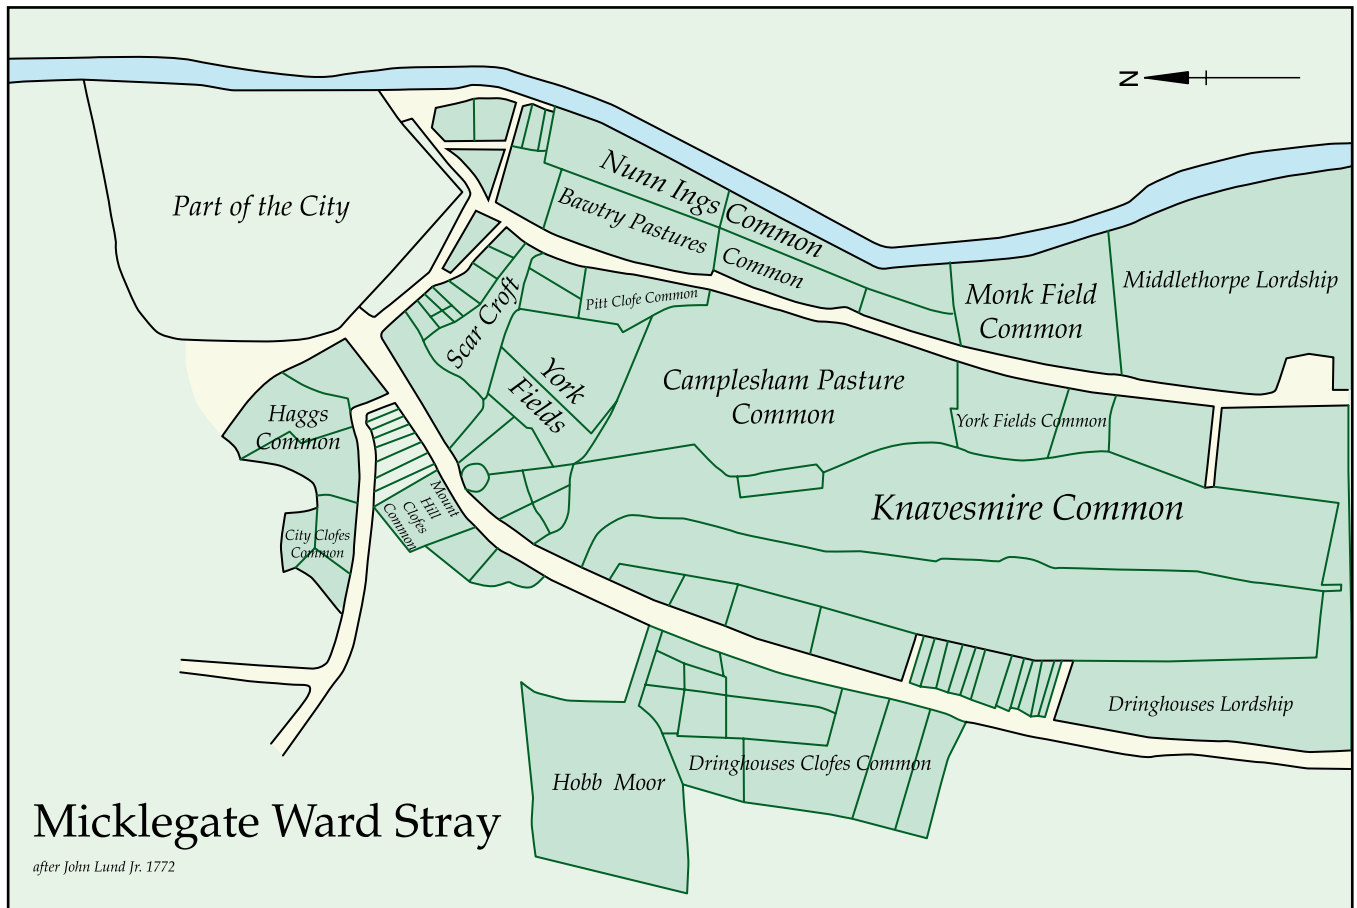 N
Part of the City
Nunn Ings Common
Bawtry Pastures
Common
Middlethorpe Lordship
Monk Field
Common
Pitt Clofe Common
Scar Croft
York
Fields
Camplesham Pasture
Common
York Fields Common
Haggs
Common
Knavesmire Common
Mount
Hill
Clofes
Common
City Clofes
Common
Dringhouses Lordship
Dringhouses Clofes Common
Hobb Moor
Micklegate Ward Stray
after John Lund Jr. 1772